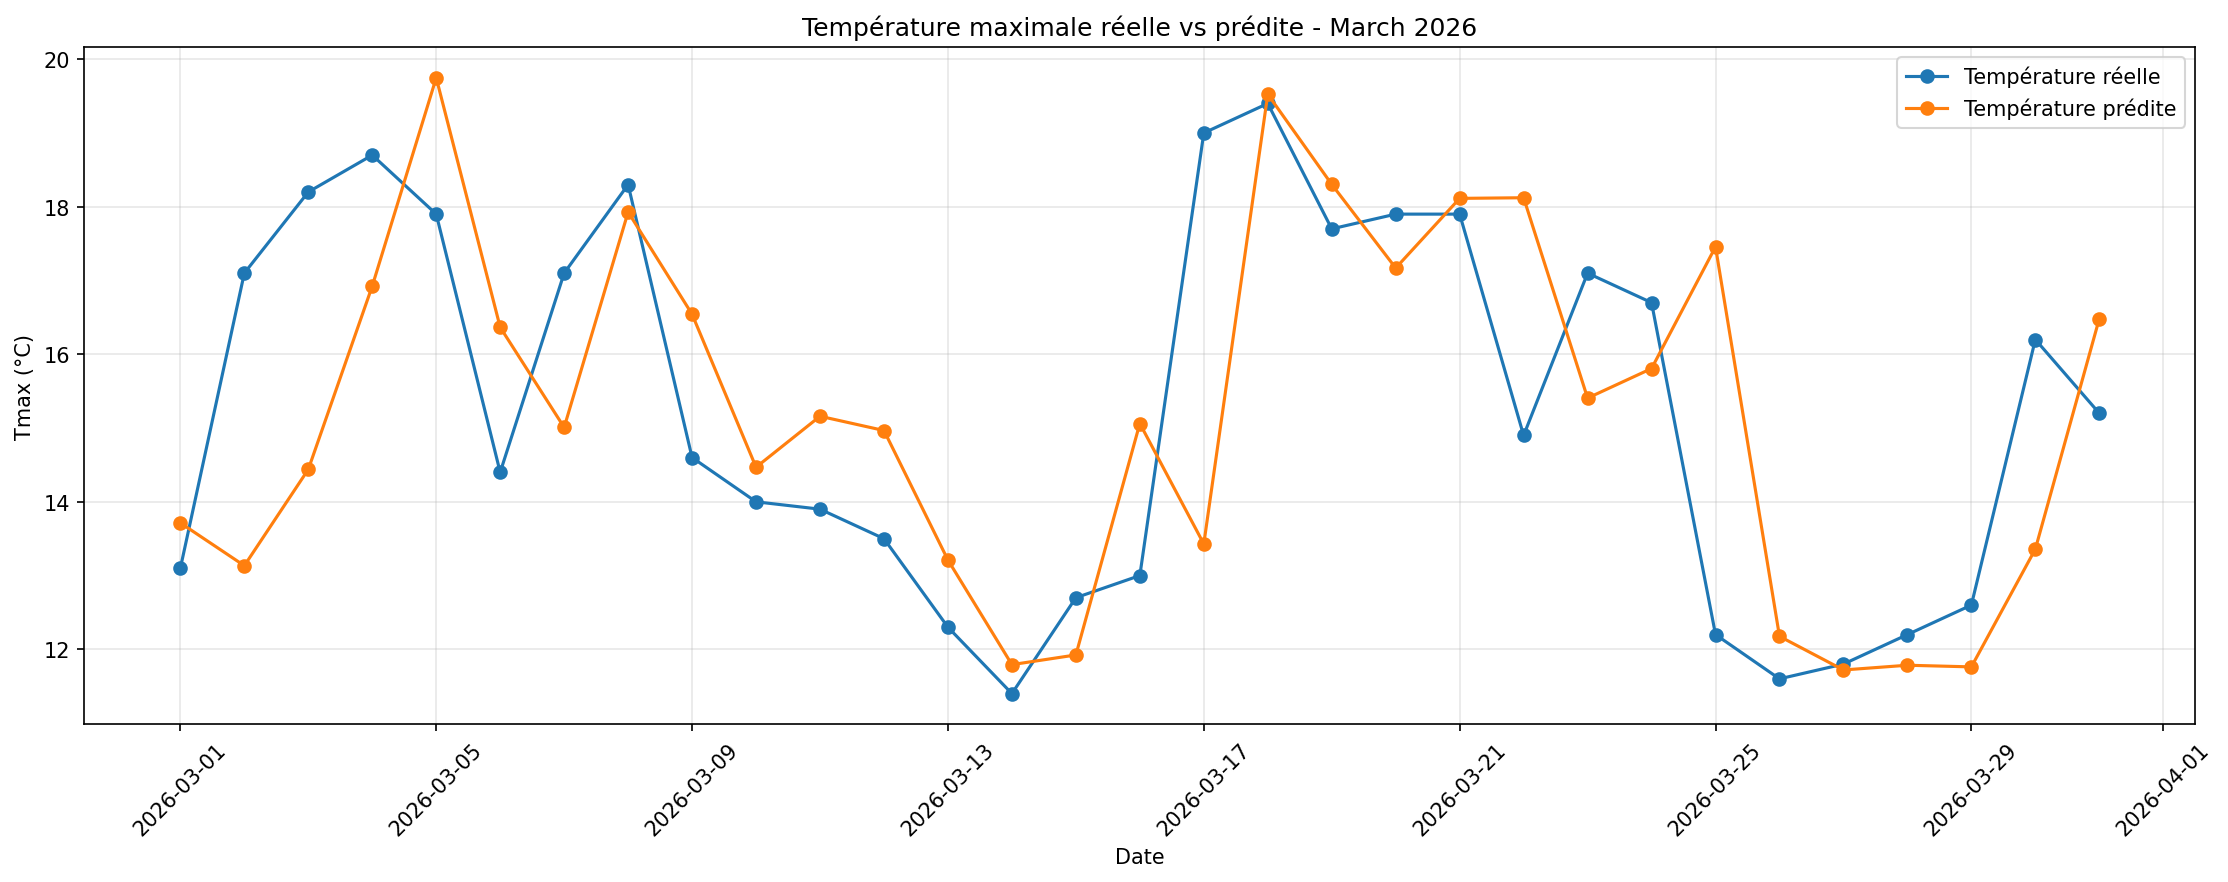 Température maximale réelle vs prédite - March 2026
Température réelle
Température prédite
Tmax (°C)
20
18
16
14
12
2026-03-01
2026-03-05
2026-03-09
2026-03-13
2026-03-17
2026-03-21
2026-03-25
2026-03-29
2026-04-01
Date